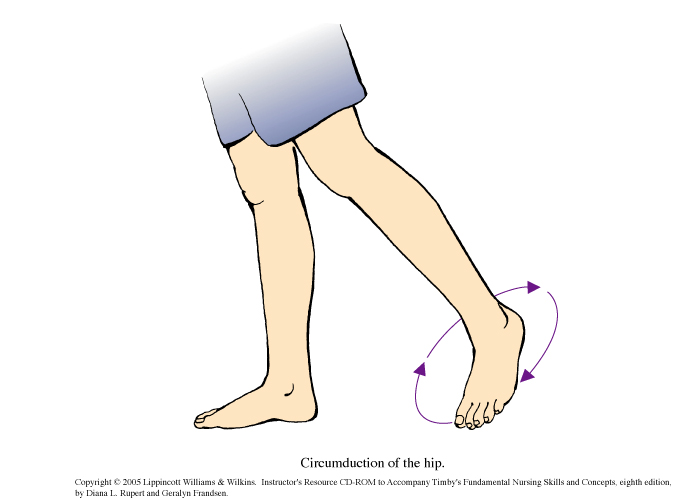 Circumduction of the hip.
Copyright © 2005 Lippincott Williams & Wilkins. Instructor's Resource CD-ROM to Accompany Timby's Fundamental Nursing Skills and Concepts, eighth edition,
by Diana L. Rupert and Geralyn Frandsen.